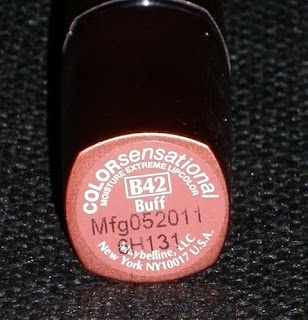 COLORsensational
MOISTURE EXTREME LIPCOLOR
B42
Buff
Mfg052011
Maybelline, LLC
New York NY10017 U.S.A.